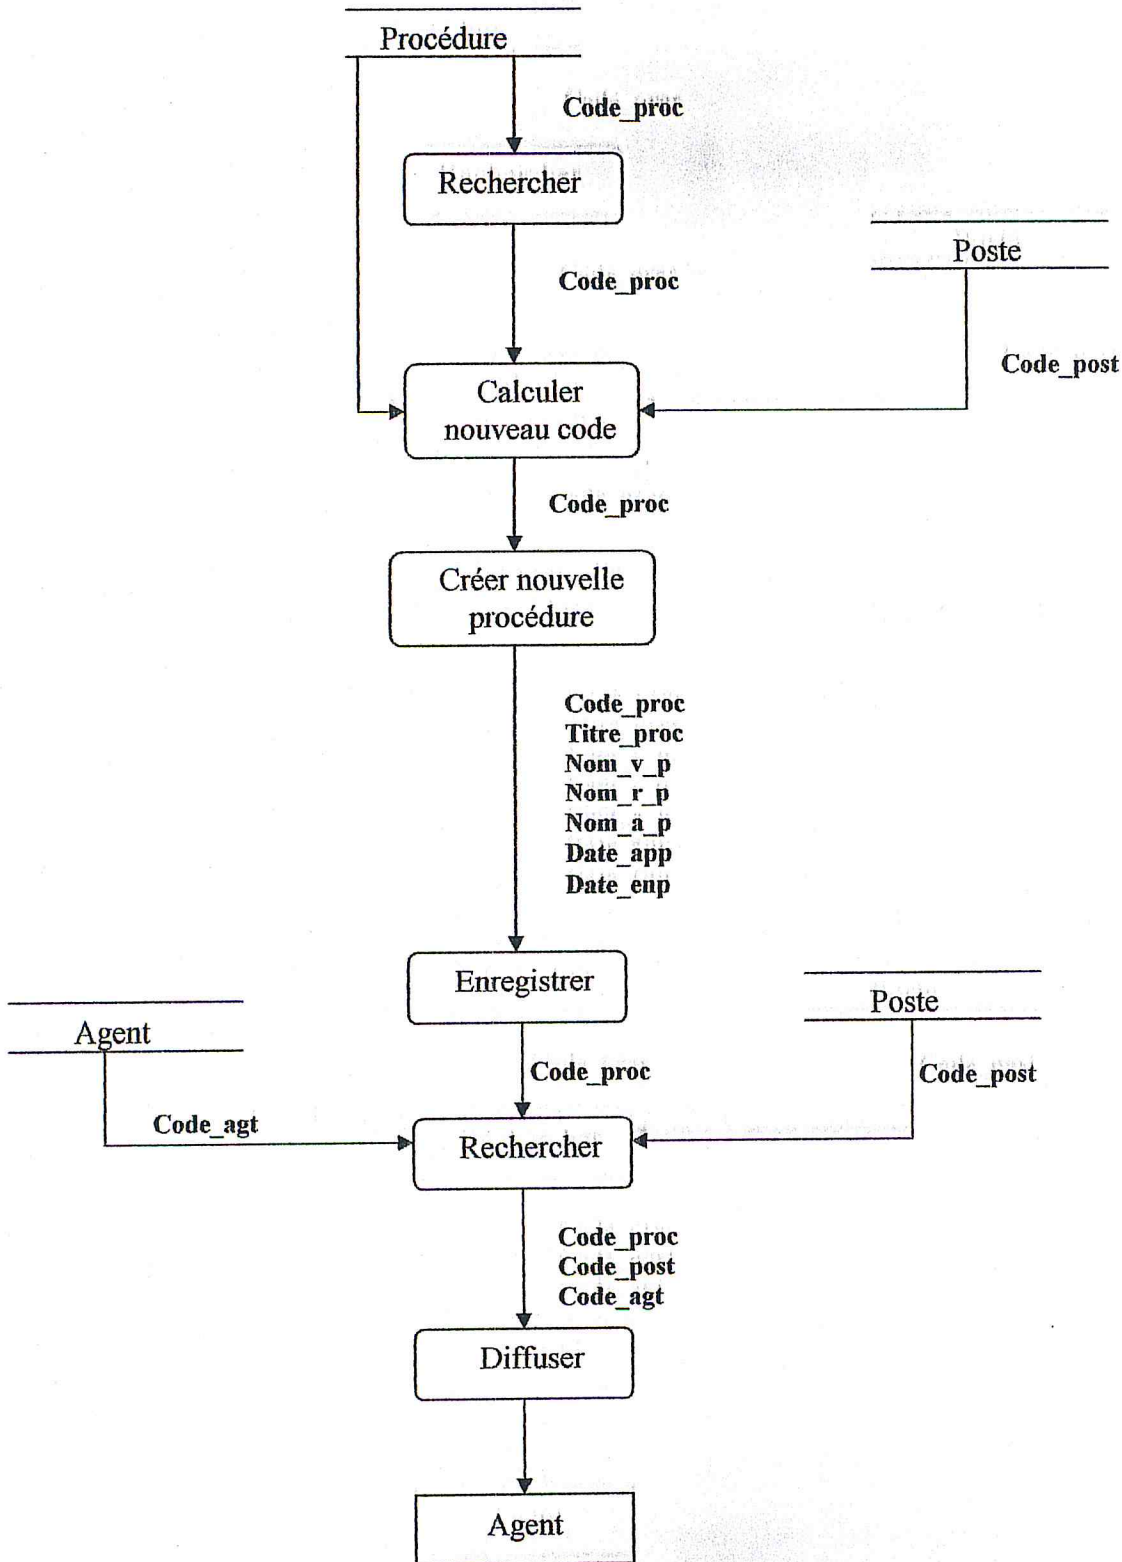 Procédure
Code_proc
Rechercher
Code_proc
Poste
Code_post
Calculer
nouveau code
Code_proc
Créer nouvelle
procédure
Code_proc
Titre_proc
Nom_v_p
Nom_r_p
Nom_a_p
Date_app
Date_enp
Enregistrer
Agent
Poste
Code_proc
Code_post
Code_agt
Rechercher
Code_proc
Code_post
Code_agt
Diffuser
Agent